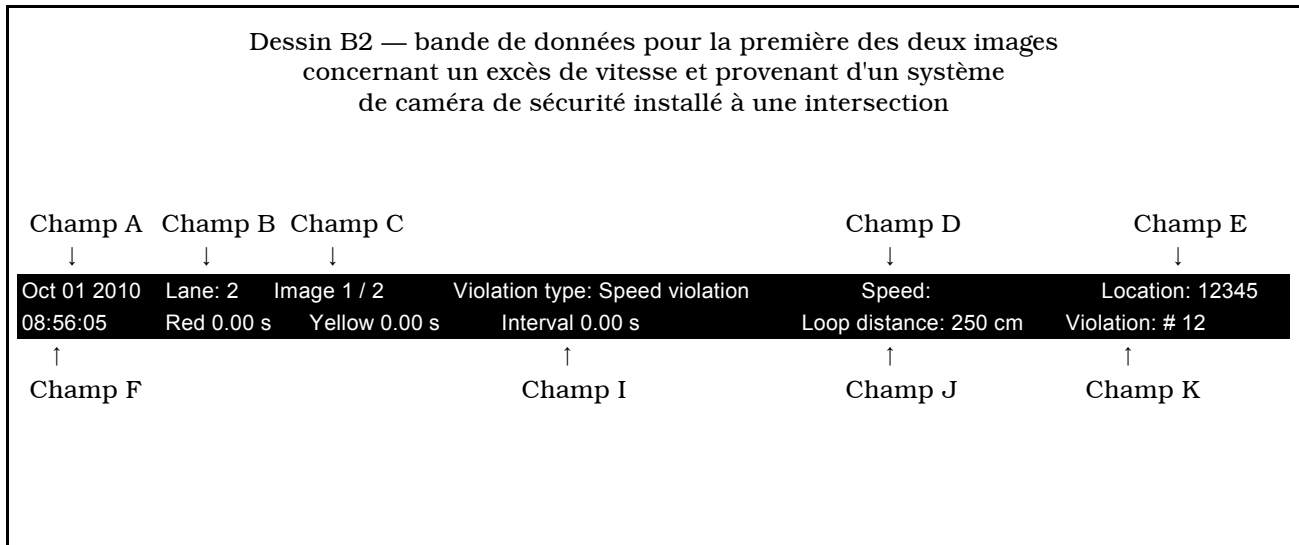 Dessin B2 — bande de données pour la première des deux images
concernant un excès de vitesse et provenant d'un système
de caméra de sécurité installé à une intersection
Champ A Champ B Champ C Champ D Champ E
↓ ↓ ↓ ↓ ↓
Oct 01 2010 Lane: 2 Image 1 / 2 Violation type: Speed violation Speed: Location: 12345
08:56:05 Red 0.00 s Yellow 0.00 s Interval 0.00 s Loop distance: 250 cm Violation: # 12
↑ ↑ ↑ ↑
Champ F Champ I Champ J Champ K